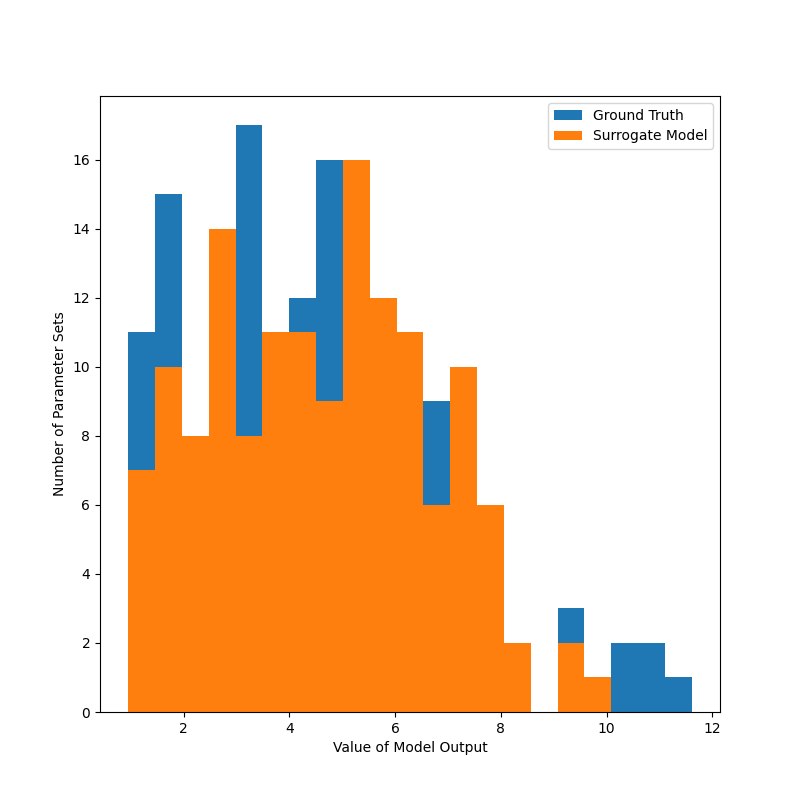 Ground Truth
Surrogate Model
16
14
12
10
8
6
4
2
0
Number of Parameter Sets
2 4 6 8 10 12
Value of Model Output